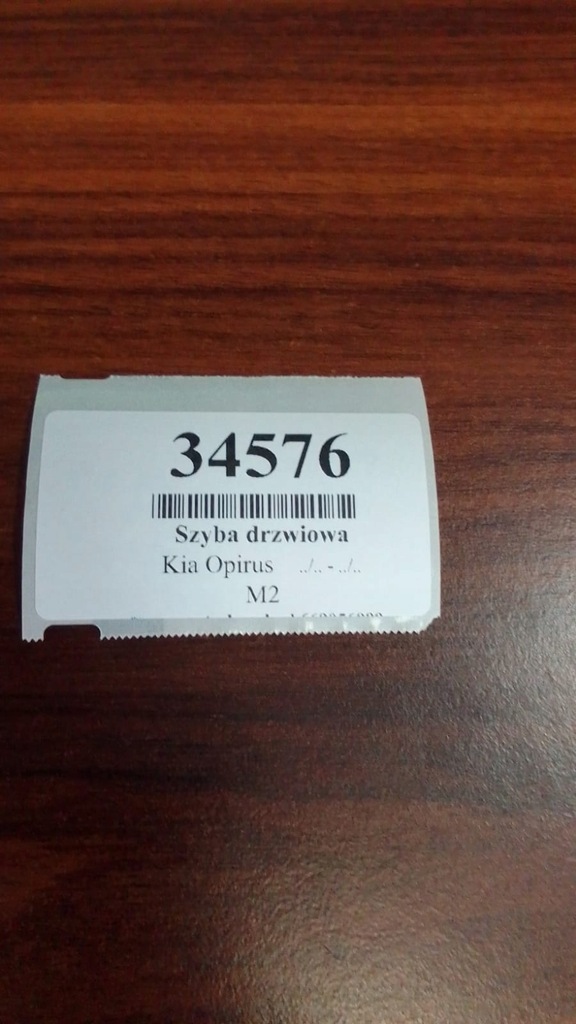 34576
Szyba drzwiowa
Kia Opirus ../.. - ../..
M2